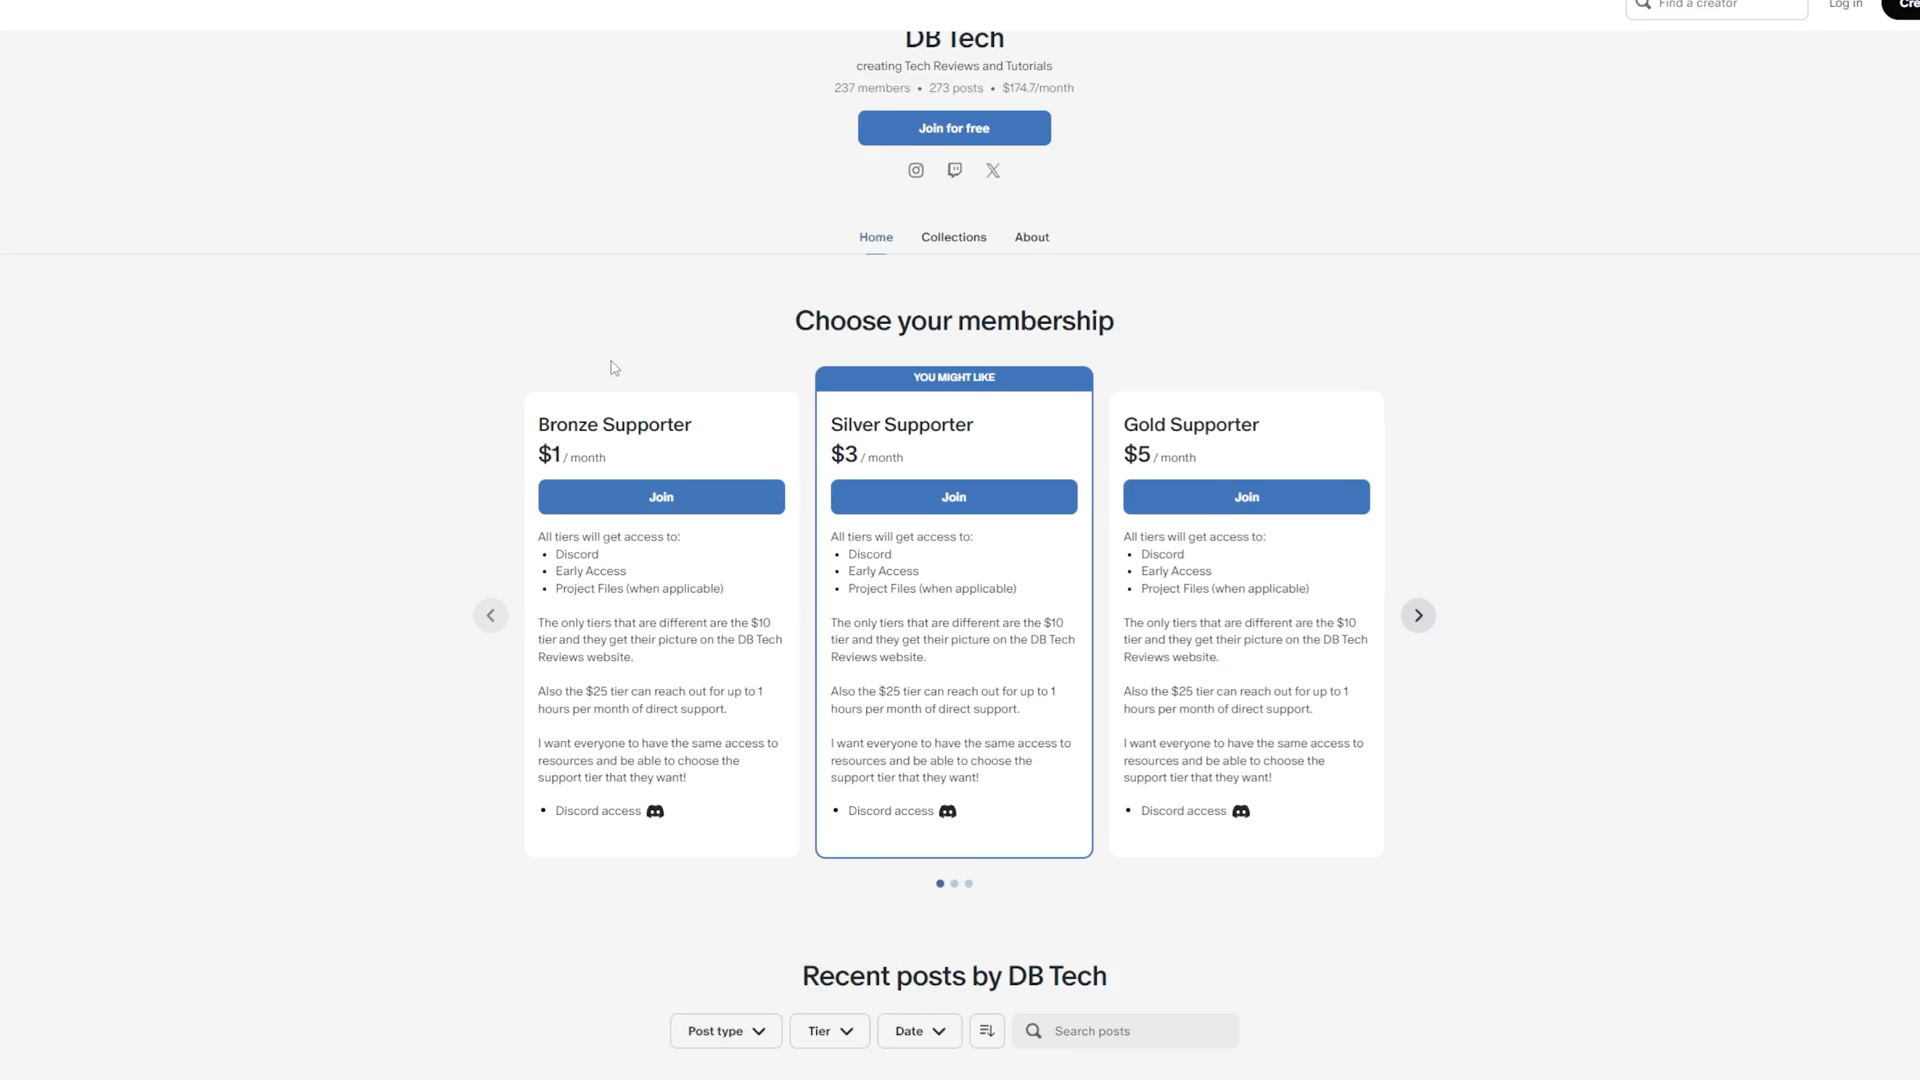 Find a creator
Log in
DB Tech
creating Tech Reviews and Tutorials
237 members • 273 posts • $174.7/month
Join for free
Home
Collections
About
Choose your membership
Bronze Supporter
$1 / month
Join
All tiers will get access to:
• Discord
• Early Access
• Project Files (when applicable)
The only tiers that are different are the $10
tier and they get their picture on the DB Tech
Reviews website.
Also the $25 tier can reach out for up to 1
hours per month of direct support.
I want everyone to have the same access to
resources and be able to choose the
support tier that they want!
• Discord access
YOU MIGHT LIKE
Silver Supporter
$3 / month
Join
All tiers will get access to:
• Discord
• Early Access
• Project Files (when applicable)
The only tiers that are different are the $10
tier and they get their picture on the DB Tech
Reviews website.
Also the $25 tier can reach out for up to 1
hours per month of direct support.
I want everyone to have the same access to
resources and be able to choose the
support tier that they want!
• Discord access
Gold Supporter
$5 / month
Join
All tiers will get access to:
• Discord
• Early Access
• Project Files (when applicable)
The only tiers that are different are the $10
tier and they get their picture on the DB Tech
Reviews website.
Also the $25 tier can reach out for up to 1
hours per month of direct support.
I want everyone to have the same access to
resources and be able to choose the
support tier that they want!
• Discord access
Recent posts by DB Tech
Post type
Tier
Date
Search posts